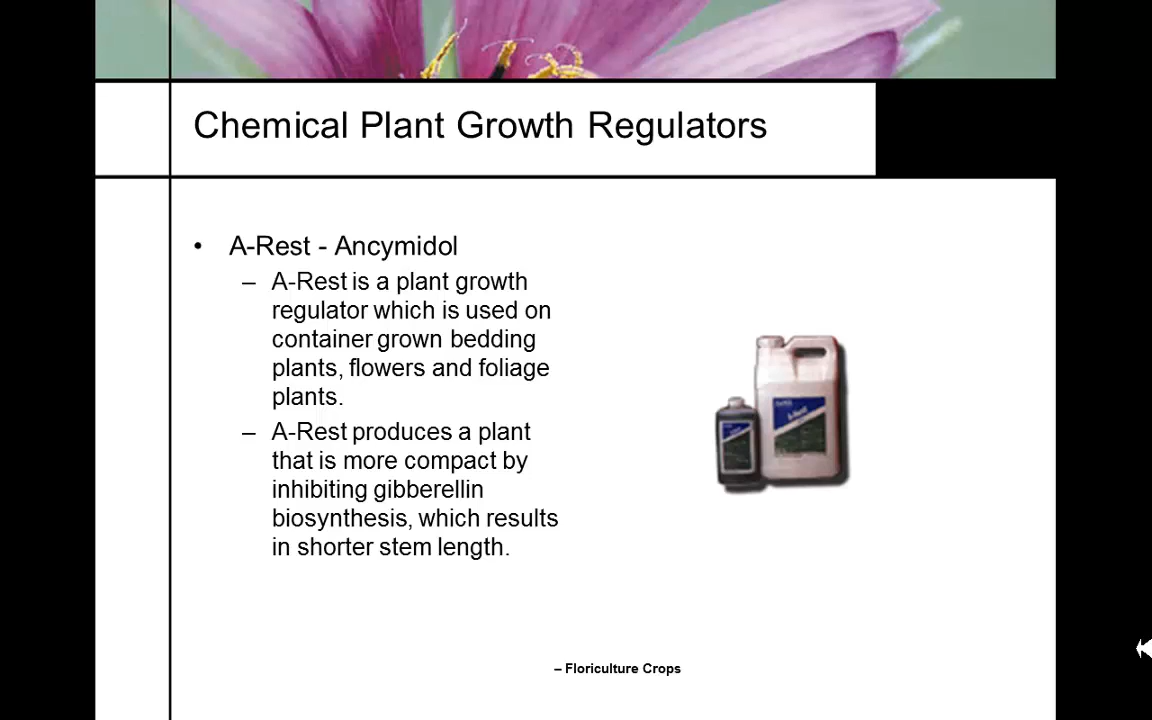 Chemical Plant Growth Regulators
• A-Rest - Ancymidol
– A-Rest is a plant growth
regulator which is used on
container grown bedding
plants, flowers and foliage
plants.
– A-Rest produces a plant
that is more compact by
inhibiting gibberellin
biosynthesis, which results
in shorter stem length.
A-Rest
– Floriculture Crops